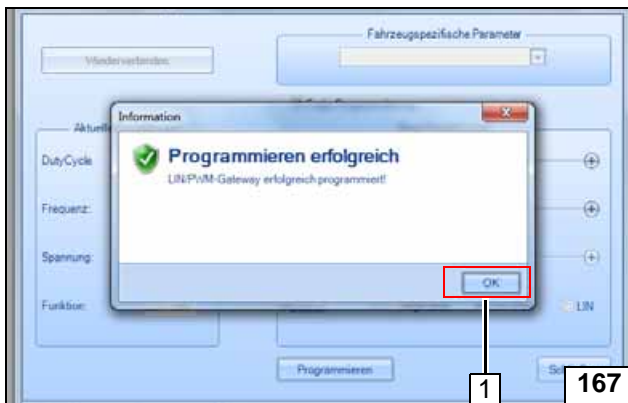 Fahrzeugspezifische Parameter
Wiederverbinden
Information
Programmieren erfolgreich
LIN/PWM-Gateway erfolgreich programmiert!
OK
DutyCycle
Frequenz:
Spannung:
Funktion:
LIN
Programmieren
1
167